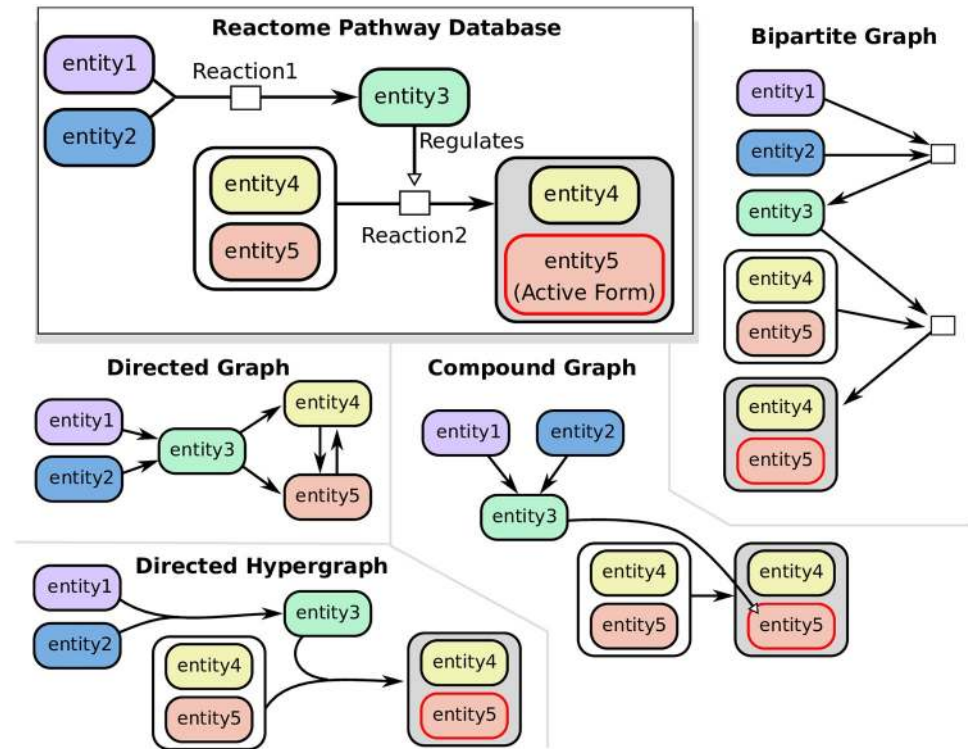 Reactome Pathway Database
entity1
Reaction1
entity2
entity3
Regulates
entity4
entity5
Reaction2
entity4
entity5
(Active Form)
Bipartite Graph
entity1
entity2
entity3
entity4
entity5
entity4
entity5
Directed Graph
entity1
entity2
entity3
entity4
entity5
Compound Graph
entity1
entity2
entity3
entity4
entity5
entity4
entity5
Directed Hypergraph
entity1
entity2
entity3
entity4
entity5
entity4
entity5